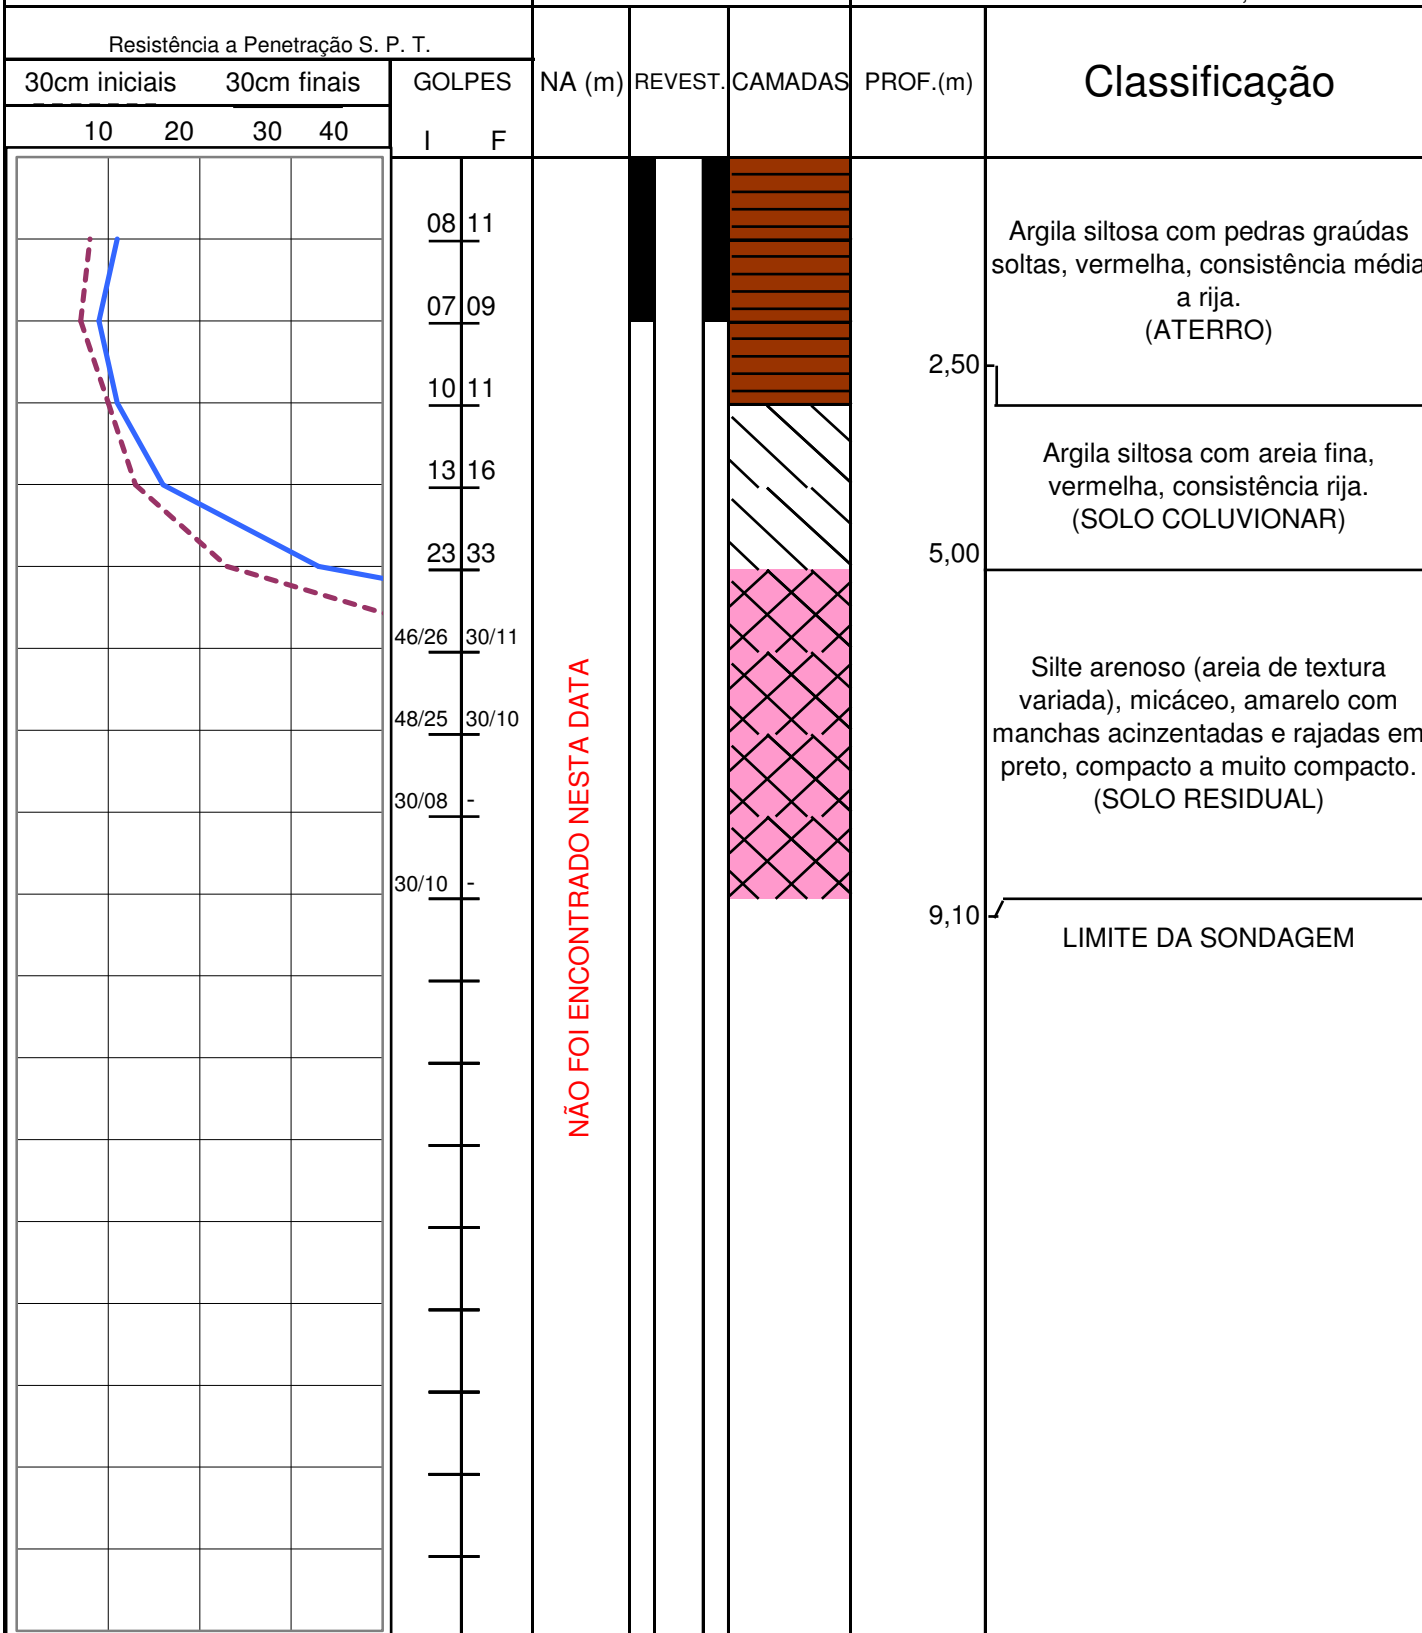 Resistência a Penetração S. P. T.
30cm iniciais 30cm finais
GOLPES
NA (m)
REVEST.
CAMADAS
PROF.(m)
Classificação
10 20 30 40
I F
08 11
07 09
10 11
13 16
23 33
46/26 30/11
48/25 30/10
30/08 -
30/10 -
NÃO FOI ENCONTRADO NESTA DATA
Argila siltosa com pedras graúdas
soltas, vermelha, consistência média
a rija.
(ATERRO)
2,50
Argila siltosa com areia fina,
vermelha, consistência rija.
(SOLO COLUVIONAR)
5,00
Silte arenoso (areia de textura
variada), micáceo, amarelo com
manchas acinzentadas e rajadas em
preto, compacto a muito compacto.
(SOLO RESIDUAL)
9,10
LIMITE DA SONDAGEM